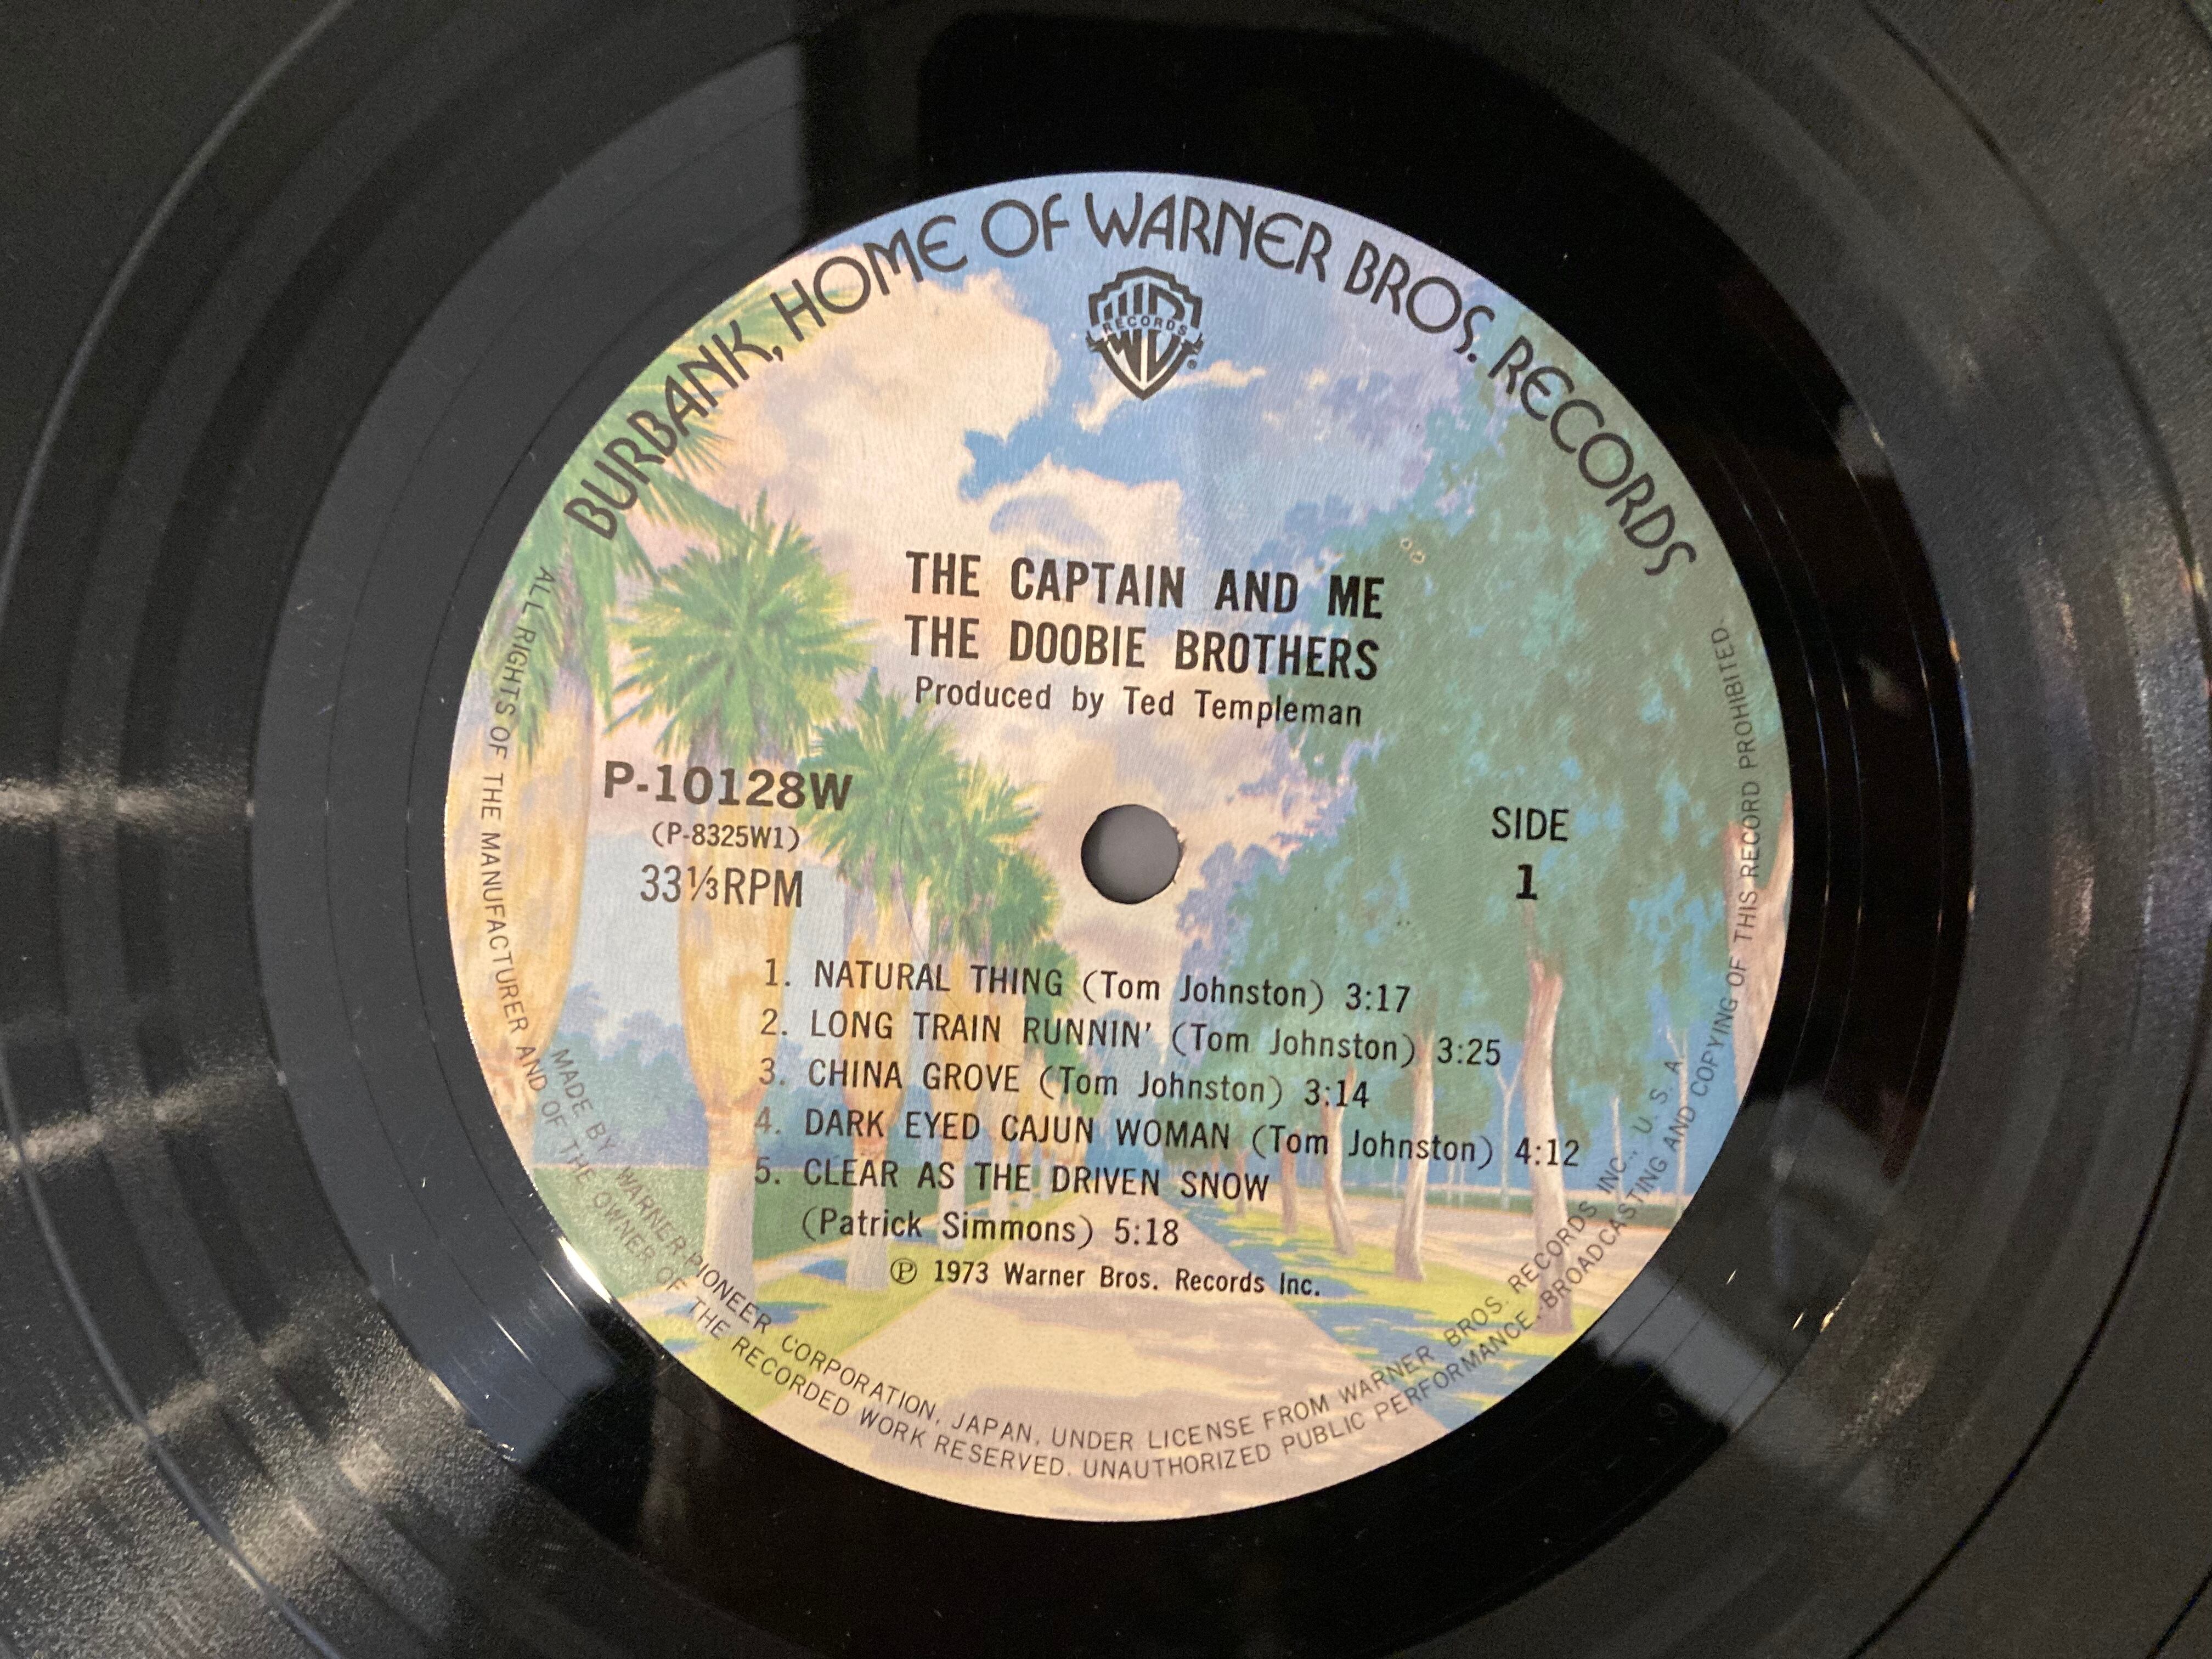 BURBANK, HOME OF WARNER BROS. RECORDS
RECORDS
THE CAPTAIN AND ME
THE DOOBIE BROTHERS
Produced by Ted Templeman
P-10128W
(P-8325W1)
33⅓RPM
SIDE
1
1. NATURAL THING (Tom Johnston) 3:17
2. LONG TRAIN RUNNIN' (Tom Johnston) 3:25
3. CHINA GROVE (Tom Johnston) 3:14
4. DARK EYED CAJUN WOMAN (Tom Johnston) 4:12
5. CLEAR AS THE DRIVEN SNOW
(Patrick Simmons) 5:18
Ⓟ 1973 Warner Bros. Records Inc.
MADE BY WARNER-PIONEER CORPORATION, JAPAN, UNDER LICENSE FROM WARNER BROS. RECORDS INC., U. S. A.
ALL RIGHTS OF THE MANUFACTURER AND OF THE OWNER OF THE RECORDED WORK RESERVED. UNAUTHORIZED PUBLIC PERFORMANCE, BROADCASTING AND COPYING OF THIS RECORD PROHIBITED.